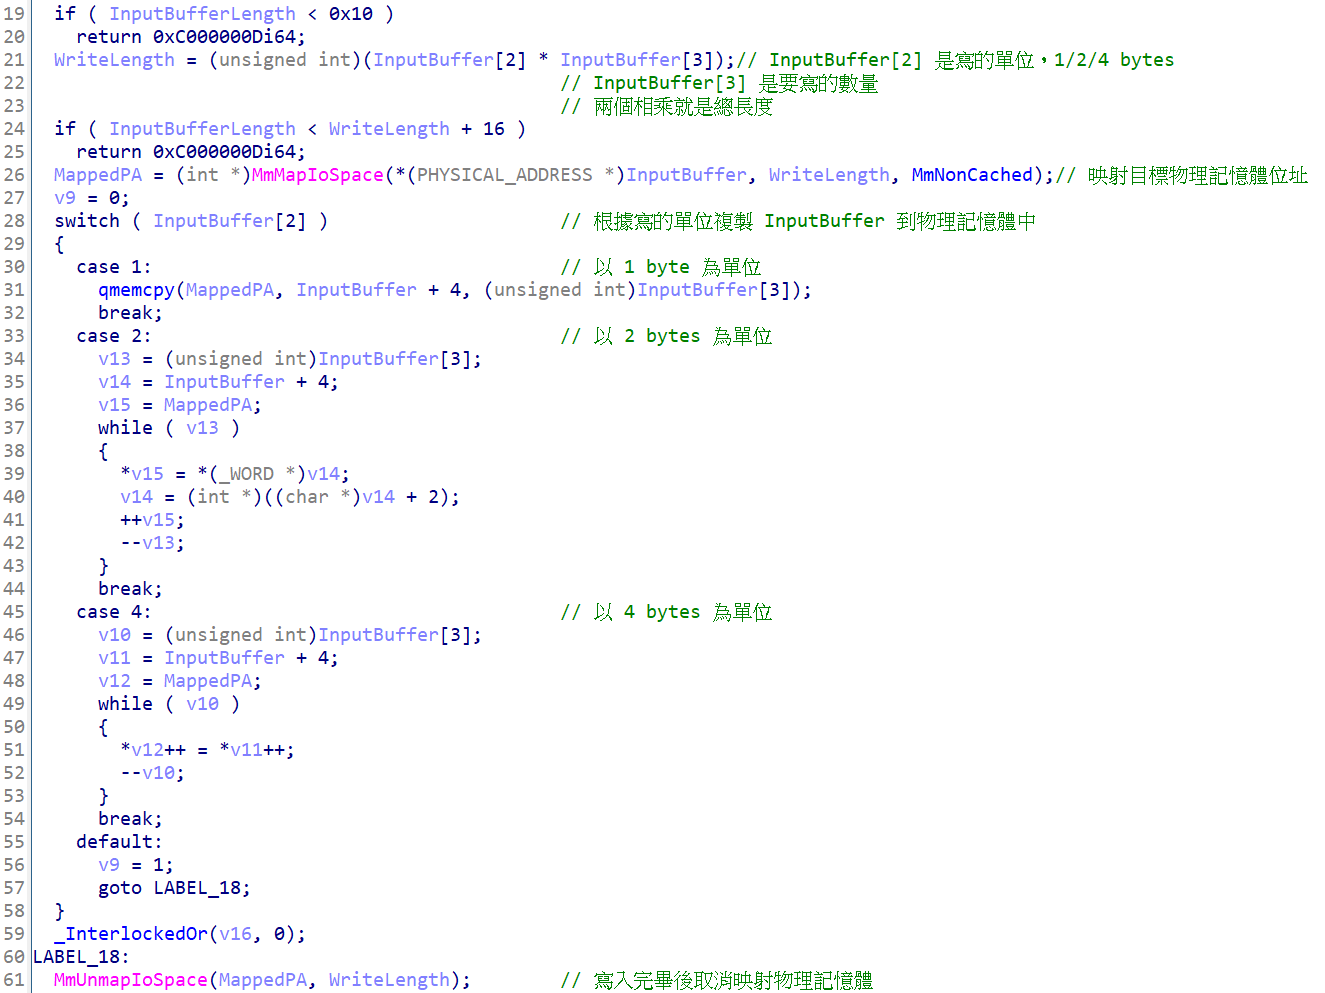 19 if ( InputBufferLength < 0x10 )
20 return 0xC000000Di64;
21 WriteLength = (unsigned int)(InputBuffer[2] * InputBuffer[3]);// InputBuffer[2] 是寫的單位，1/2/4 bytes
22 // InputBuffer[3] 是要寫的數量
23 // 兩個相乘就是總長度
24 if ( InputBufferLength < WriteLength + 16 )
25 return 0xC000000Di64;
26 MappedPA = (int *)MmMapIoSpace(*(PHYSICAL_ADDRESS *)InputBuffer, WriteLength, MmNonCached);// 映射目標物理記憶體位址
27 v9 = 0;
28 switch ( InputBuffer[2] ) // 根據寫的單位複製 InputBuffer 到物理記憶體中
29 {
30 case 1: // 以 1 byte 為單位
31 qmemcpy(MappedPA, InputBuffer + 4, (unsigned int)InputBuffer[3]);
32 break;
33 case 2: // 以 2 bytes 為單位
34 v13 = (unsigned int)InputBuffer[3];
35 v14 = InputBuffer + 4;
36 v15 = MappedPA;
37 while ( v13 )
38 {
39 *v15 = *(_WORD *)v14;
40 v14 = (int *)((char *)v14 + 2);
41 ++v15;
42 --v13;
43 }
44 break;
45 case 4: // 以 4 bytes 為單位
46 v10 = (unsigned int)InputBuffer[3];
47 v11 = InputBuffer + 4;
48 v12 = MappedPA;
49 while ( v10 )
50 {
51 *v12++ = *v11++;
52 --v10;
53 }
54 break;
55 default:
56 v9 = 1;
57 goto LABEL_18;
58 }
59 _InterlockedOr(v16, 0);
60 LABEL_18:
61 MmUnmapIoSpace(MappedPA, WriteLength); // 寫入完畢後取消映射物理記憶體